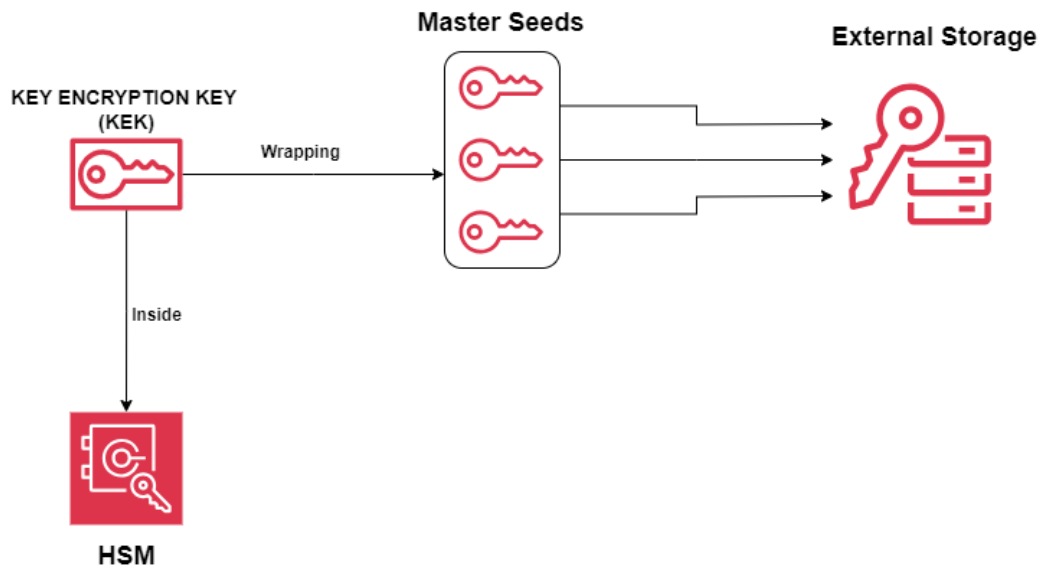 Master Seeds
External Storage
KEY ENCRYPTION KEY
(KEK)
Wrapping
Inside
HSM